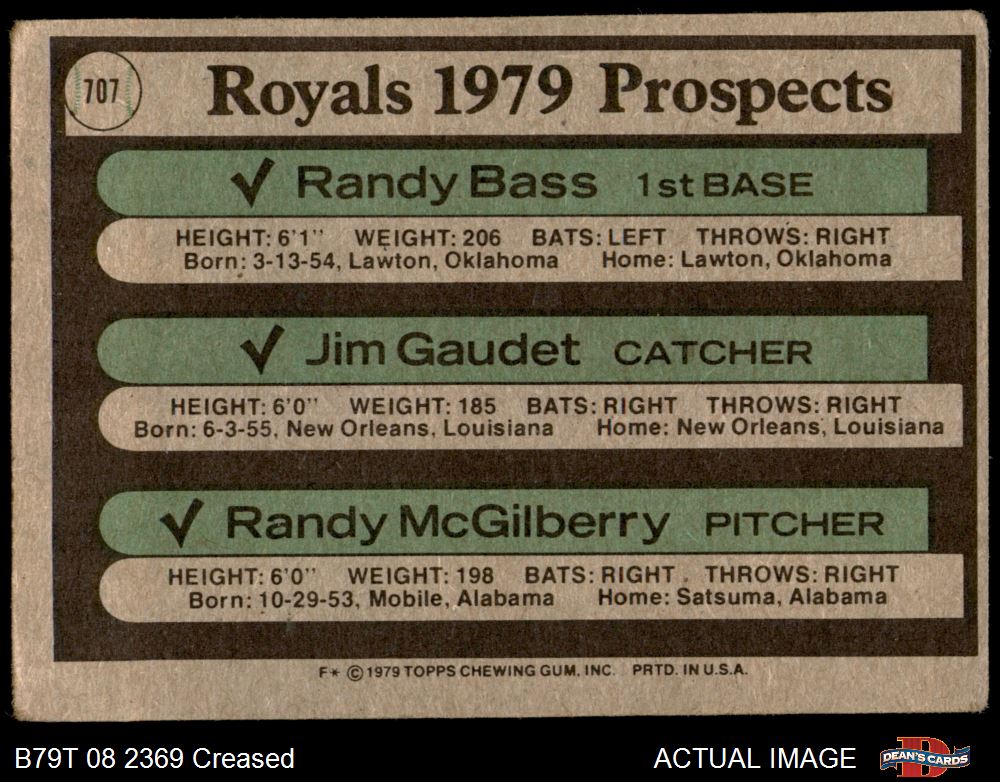 707
Royals 1979 Prospects
✓ Randy Bass 1st BASE
HEIGHT: 6'1" WEIGHT: 206 BATS: LEFT THROWS: RIGHT
Born: 3-13-54, Lawton, Oklahoma Home: Lawton, Oklahoma
✓ Jim Gaudet CATCHER
HEIGHT: 6'0" WEIGHT: 185 BATS: RIGHT THROWS: RIGHT
Born: 6-3-55, New Orleans, Louisiana Home: New Orleans, Louisiana
✓ Randy McGilberry PITCHER
HEIGHT: 6'0" WEIGHT: 198 BATS: RIGHT THROWS: RIGHT
Born: 10-29-53, Mobile, Alabama Home: Satsuma, Alabama
F* © 1979 TOPPS CHEWING GUM, INC. PRTD. IN U.S.A.
B79T 08 2369 Creased ACTUAL IMAGE
D
DEAN'S CARDS